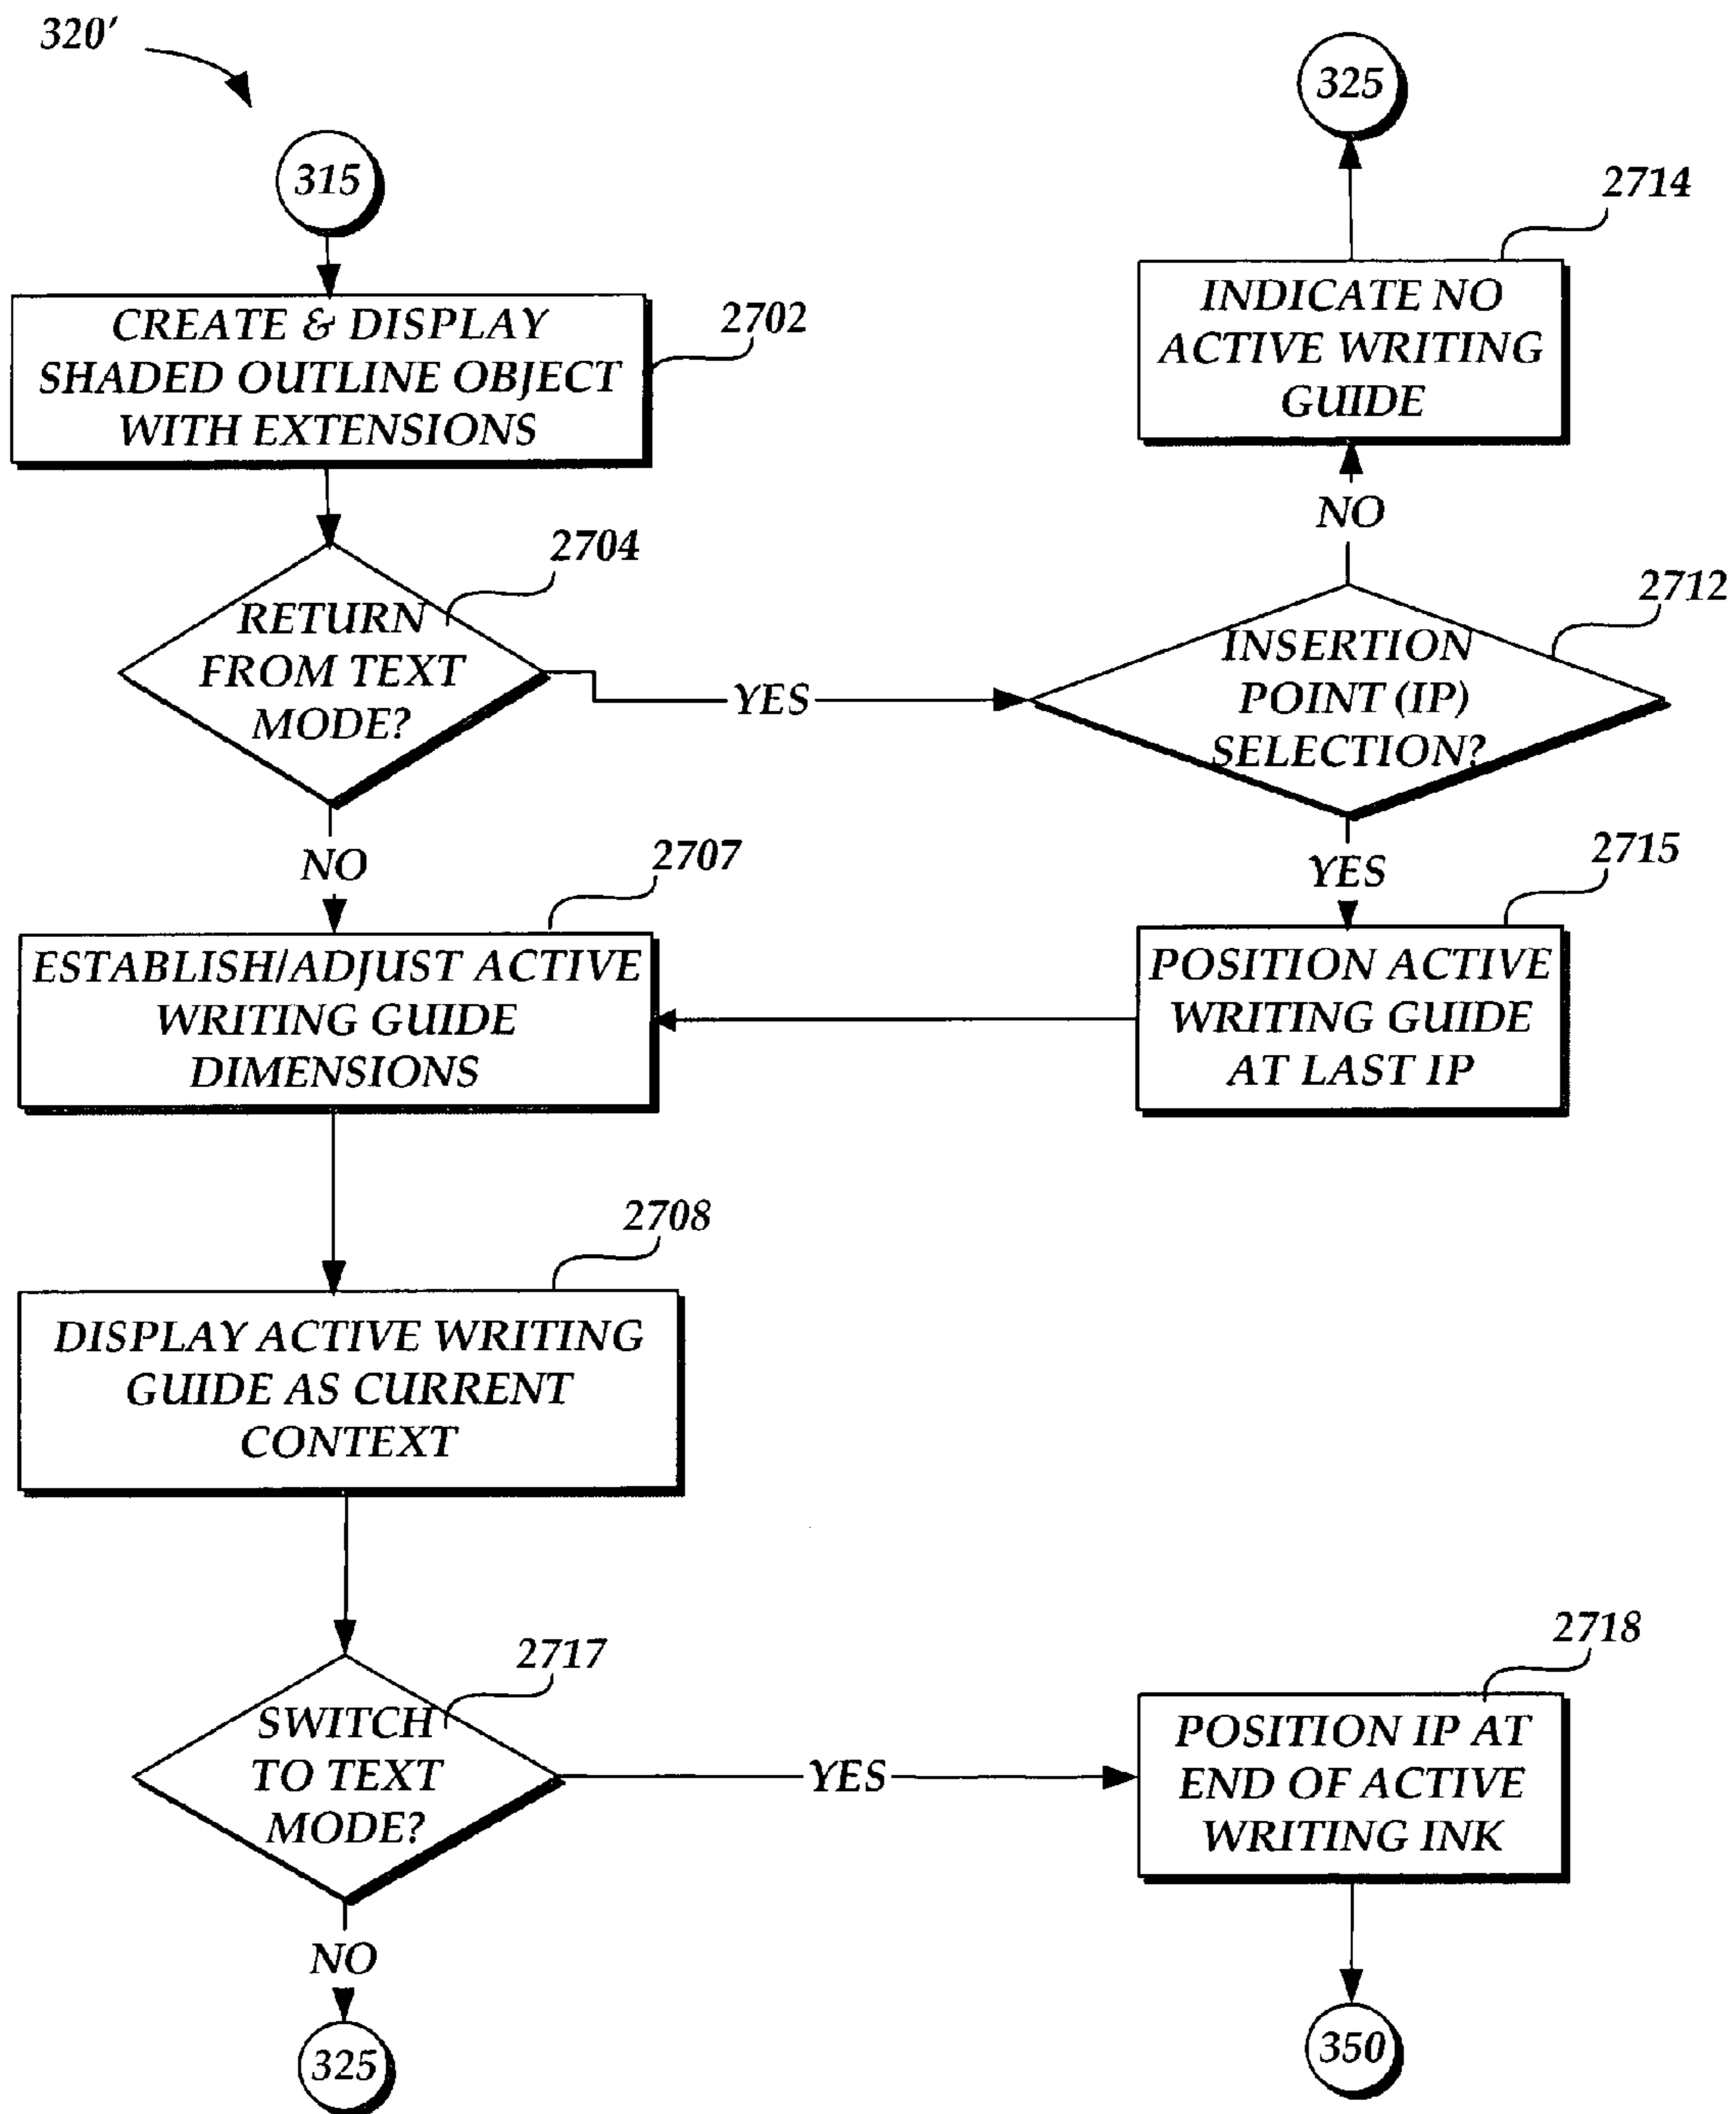 320'
325
315
2714
INDICATE NO
ACTIVE WRITING
GUIDE
CREATE & DISPLAY
SHADED OUTLINE OBJECT
WITH EXTENSIONS
2702
NO
2704
RETURN
FROM TEXT
MODE?
YES
2712
INSERTION
POINT (IP)
SELECTION?
NO
2707
YES
2715
ESTABLISH/ADJUST ACTIVE
WRITING GUIDE
DIMENSIONS
POSITION ACTIVE
WRITING GUIDE
AT LAST IP
2708
DISPLAY ACTIVE WRITING
GUIDE AS CURRENT
CONTEXT
2717
SWITCH
TO TEXT
MODE?
YES
2718
POSITION IP AT
END OF ACTIVE
WRITING INK
NO
325
350